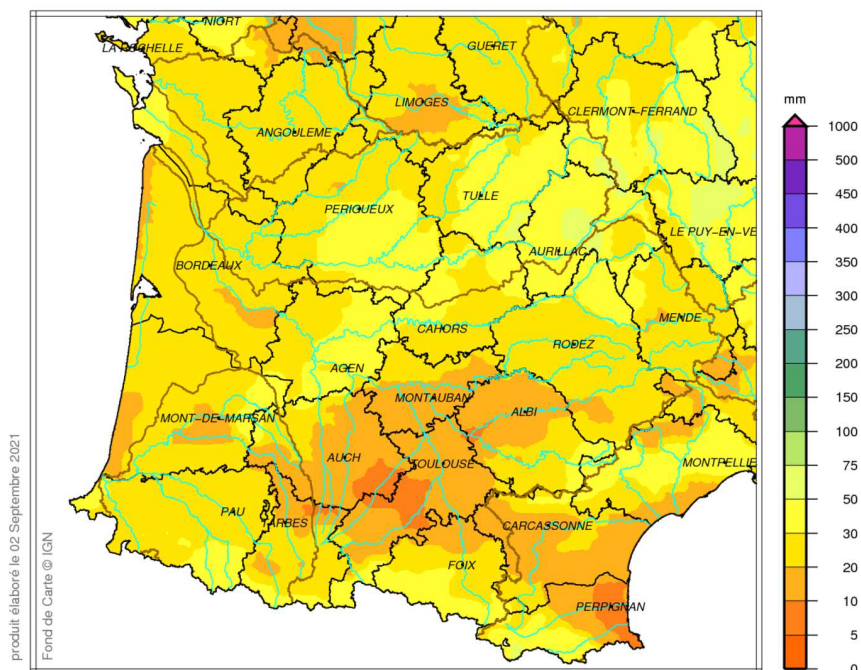 NIORT
LA ROCHELLE
GUERET
LIMOGES
CLERMONT-FERRAND
ANGOULEME
TULLE
PERIGUEUX
LE PUY-EN-VE
AURILLAC
BORDEAUX
MENDE
CAHORS
RODEZ
AGEN
MONTAUBAN
ALBI
MONT-DE-MARSAN
AUCH
TOULOUSE
MONTPELLIE
PAU
TARBES
CARCASSONNE
FOIX
PERPIGNAN
mm
1000
500
450
400
350
300
250
200
150
100
75
50
30
20
10
5
0
produit élaboré le 02 Septembre 2021
Fond de Carte © IGN